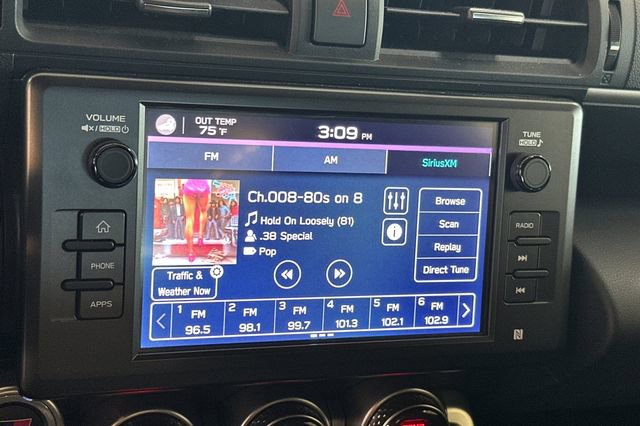 VOLUME
HOLD
OUT TEMP
75°F
3:09 PM
TUNE
HOLD
FM
AM
SiriusXM
Ch.008-80s on 8
Hold On Loosely (81)
.38 Special
Pop
Browse
Scan
Replay
Direct Tune
Traffic &
Weather Now
1 FM 96.5
2 FM 98.1
3 FM 99.7
4 FM 101.3
5 FM 102.1
6 FM 102.9
PHONE
APPS
RADIO